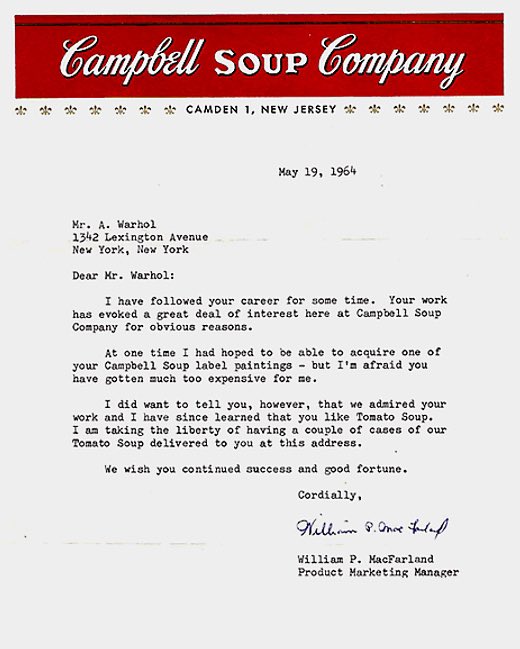 Campbell SOUP Company
CAMDEN 1, NEW JERSEY
May 19, 1964
Mr. A. Warhol
1342 Lexington Avenue
New York, New York
Dear Mr. Warhol:
I have followed your career for some time. Your work
has evoked a great deal of interest here at Campbell Soup
Company for obvious reasons.
At one time I had hoped to be able to acquire one of
your Campbell Soup label paintings - but I'm afraid you
have gotten much too expensive for me.
I did want to tell you, however, that we admired your
work and I have since learned that you like Tomato Soup.
I am taking the liberty of having a couple of cases of our
Tomato Soup delivered to you at this address.
We wish you continued success and good fortune.
Cordially,
William P. MacFarland
William P. MacFarland
Product Marketing Manager